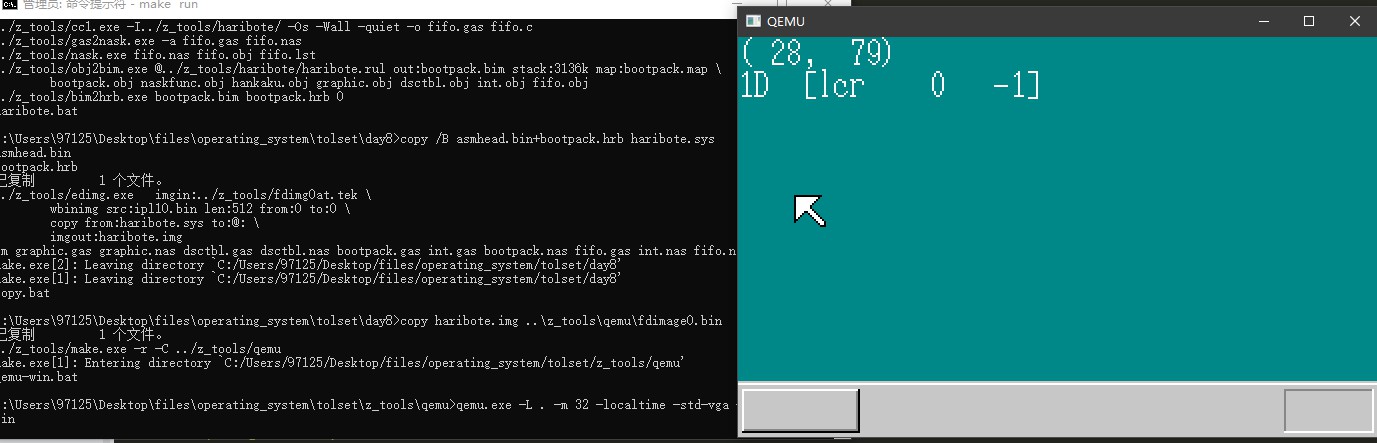 管理员: 命令提示符 - make run
./z_tools/cc1.exe -I../z_tools/haribote/ -Os -Wall -quiet -o fifo.gas fifo.c
./z_tools/gas2nask.exe -a fifo.gas fifo.nas
./z_tools/nask.exe fifo.nas fifo.obj fifo.lst
./z_tools/obj2bim.exe @../z_tools/haribote/haribote.rul out:bootpack.bim stack:3136k map:bootpack.map \
bootpack.obj naskfunc.obj hankaku.obj graphic.obj dsctbl.obj int.obj fifo.obj
./z_tools/bim2hrb.exe bootpack.bim bootpack.hrb 0
aribote.bat
:\Users\97125\Desktop\files\operating_system\tolset\day8>copy /B asmhead.bin+bootpack.hrb haribote.sys
asmhead.bin
ootpack.hrb
已复制 1 个文件。
./z_tools/edimg.exe imgin:../z_tools/fdimg0at.tek \
wbinimg src:ipl10.bin len:512 from:0 to:0 \
copy from:haribote.sys to:@: \
imgout:haribote.img
m graphic.gas graphic.nas dsctbl.gas dsctbl.nas bootpack.gas int.gas bootpack.nas fifo.gas int.nas fifo.n
ake.exe[2]: Leaving directory `C:/Users/97125/Desktop/files/operating_system/tolset/day8'
ake.exe[1]: Leaving directory `C:/Users/97125/Desktop/files/operating_system/tolset/day8'
opy.bat
:\Users\97125\Desktop\files\operating_system\tolset\day8>copy haribote.img ..\z_tools\qemu\fdimage0.bin
已复制 1 个文件。
./z_tools/make.exe -r -C ../z_tools/qemu
ake.exe[1]: Entering directory `C:/Users/97125/Desktop/files/operating_system/tolset/z_tools/qemu'
emu-win.bat
:\Users\97125\Desktop\files\operating_system\tolset\z_tools\qemu>qemu.exe -L . -m 32 -localtime -std-vga
in
QEMU
( 28, 79)
1D [lcr 0 -1]